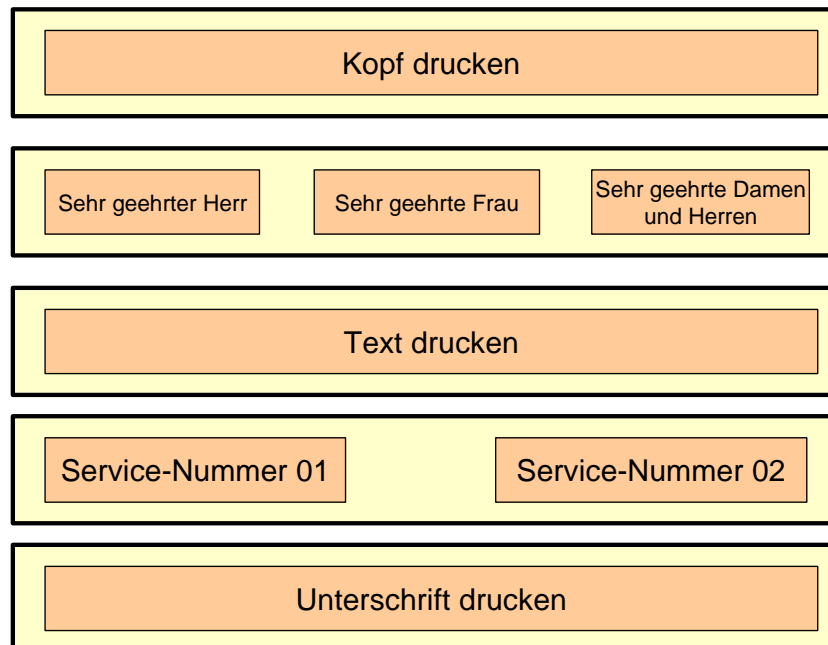 Kopf drucken
Sehr geehrter Herr
Sehr geehrte Frau
Sehr geehrte Damen
und Herren
Text drucken
Service-Nummer 01
Service-Nummer 02
Unterschrift drucken